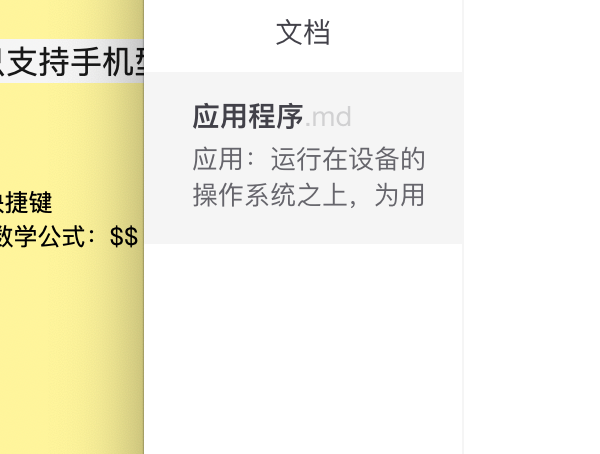 文档
支持手机
应用程序.md
应用：运行在设备的
操作系统之上，为用
捷键
数学公式：$$